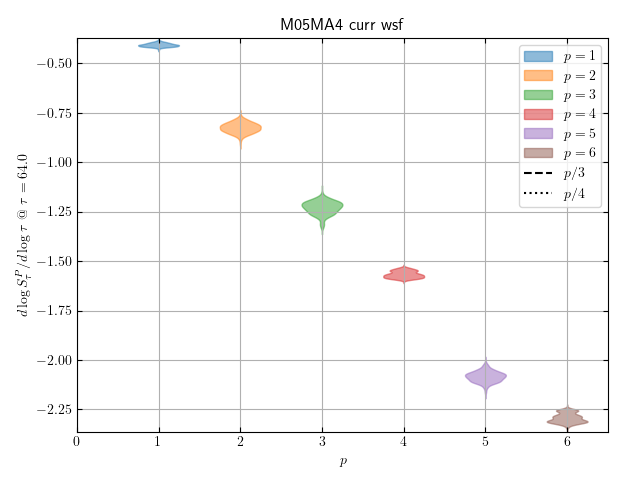 M05MA4 curr wsf
d log S_τ^P / d log τ @ τ = 64.0
−0.50
−0.75
−1.00
−1.25
−1.50
−1.75
−2.00
−2.25
p = 1
p = 2
p = 3
p = 4
p = 5
p = 6
p/3
p/4
0 1 2 3 4 5 6
p